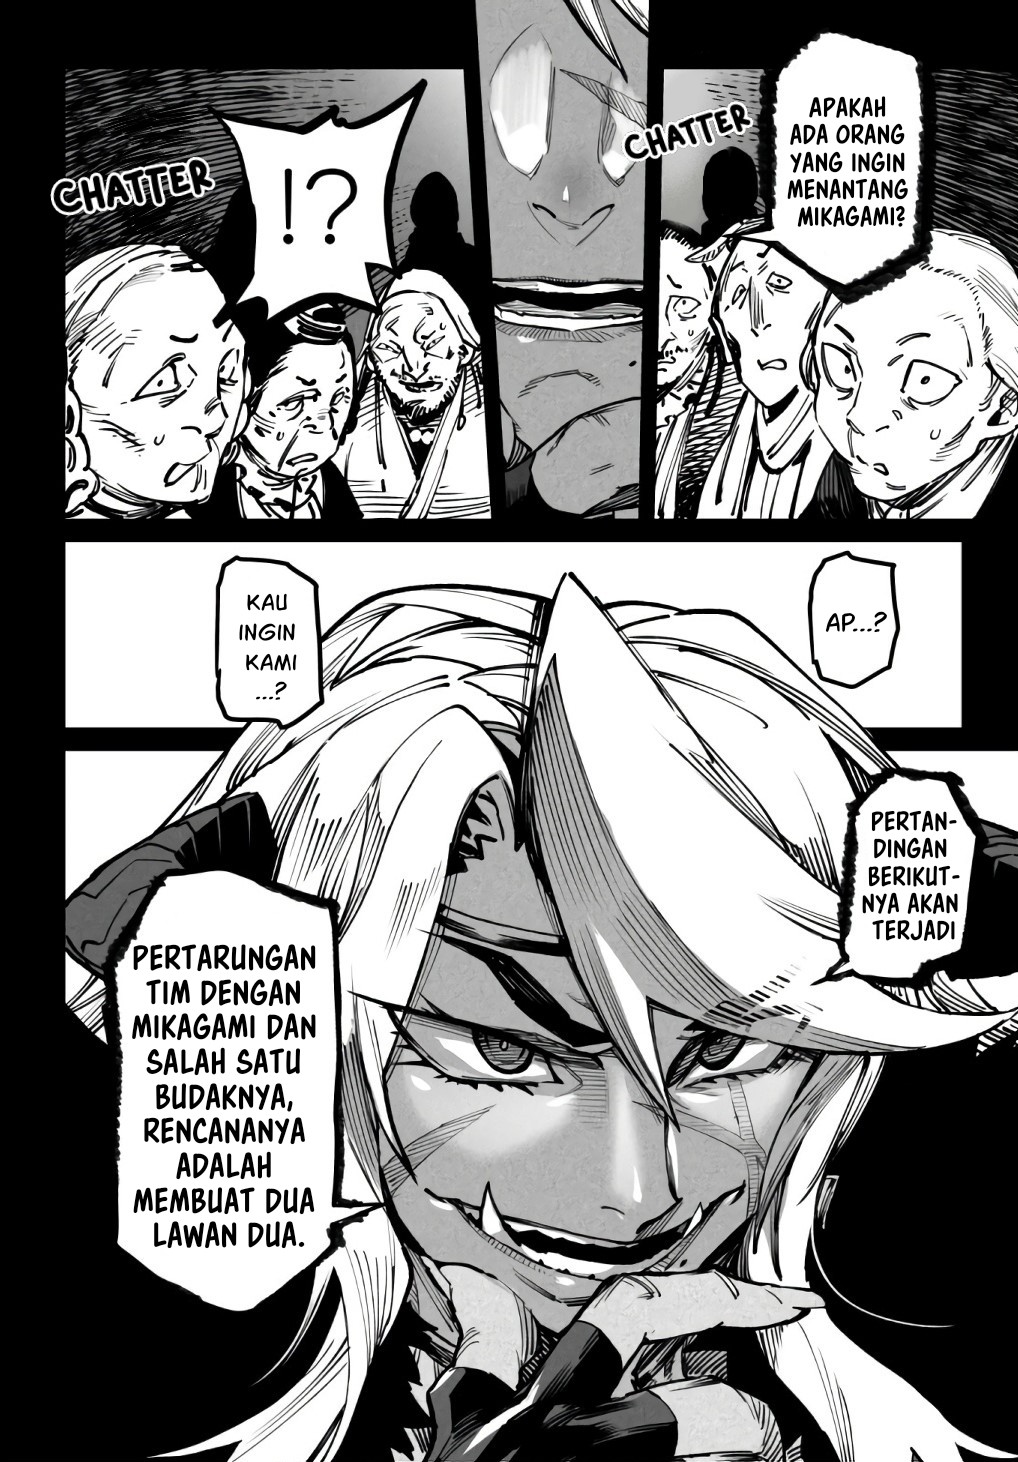 APAKAH
ADA ORANG
YANG INGIN
MENANTANG
MIKAGAMI?
CHATTER
!?
CHATTER
AP...?
KAU
INGIN
KAMI
...?
PERTAN-
DINGAN
BERIKUT-
NYA AKAN
TERJADI
PERTARUNGAN
TIM DENGAN
MIKAGAMI DAN
SALAH SATU
BUDAKNYA,
RENCANANYA
ADALAH
MEMBUAT DUA
LAWAN DUA.